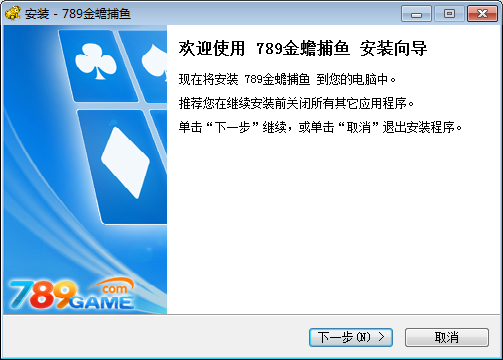 安装 - 789金蟾捕鱼
欢迎使用 789金蟾捕鱼 安装向导
现在将安装 789金蟾捕鱼 到您的电脑中。
推荐您在继续安装前关闭所有其它应用程序。
单击“下一步”继续，或单击“取消”退出安装程序。
789GAME.com
下一步(N) >
取消